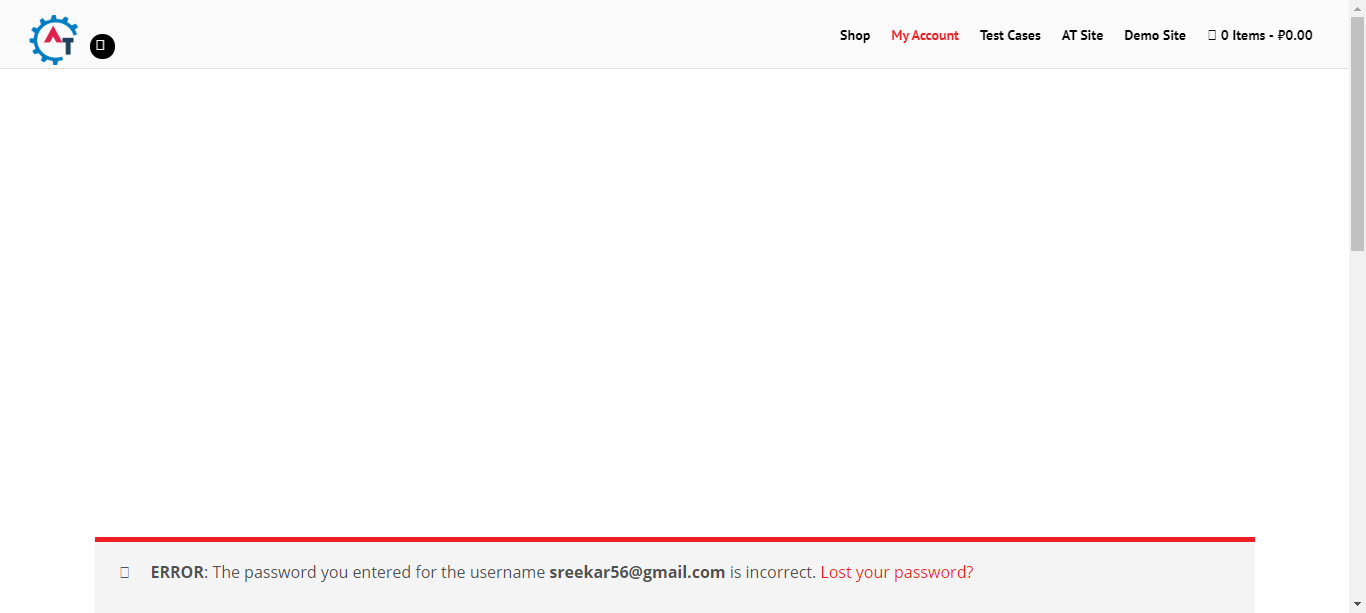 AT
Shop
My Account
Test Cases
AT Site
Demo Site
0 Items - ₽0.00
ERROR: The password you entered for the username sreekar56@gmail.com is incorrect. Lost your password?